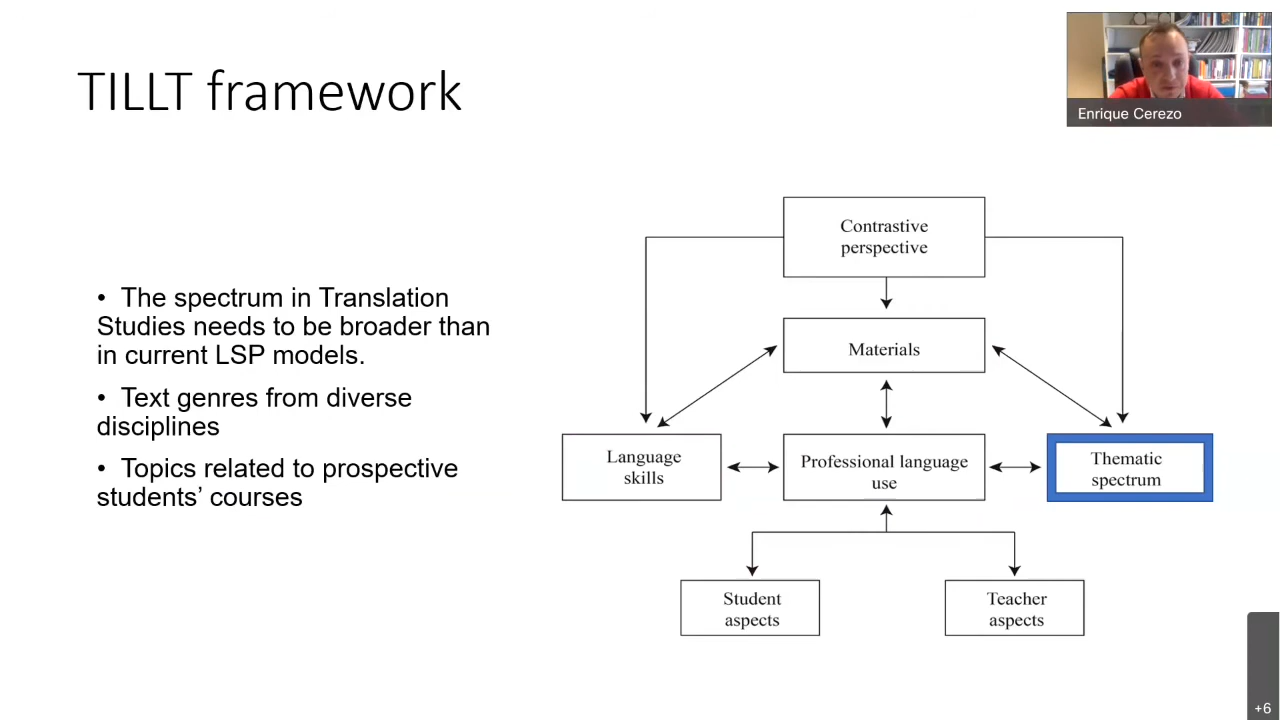 TILLT framework
Enrique Cerezo
• The spectrum in Translation
Studies needs to be broader than
in current LSP models.
• Text genres from diverse
disciplines
• Topics related to prospective
students’ courses
Contrastive
perspective
Materials
Language
skills
Professional language
use
Thematic
spectrum
Student
aspects
Teacher
aspects
+6